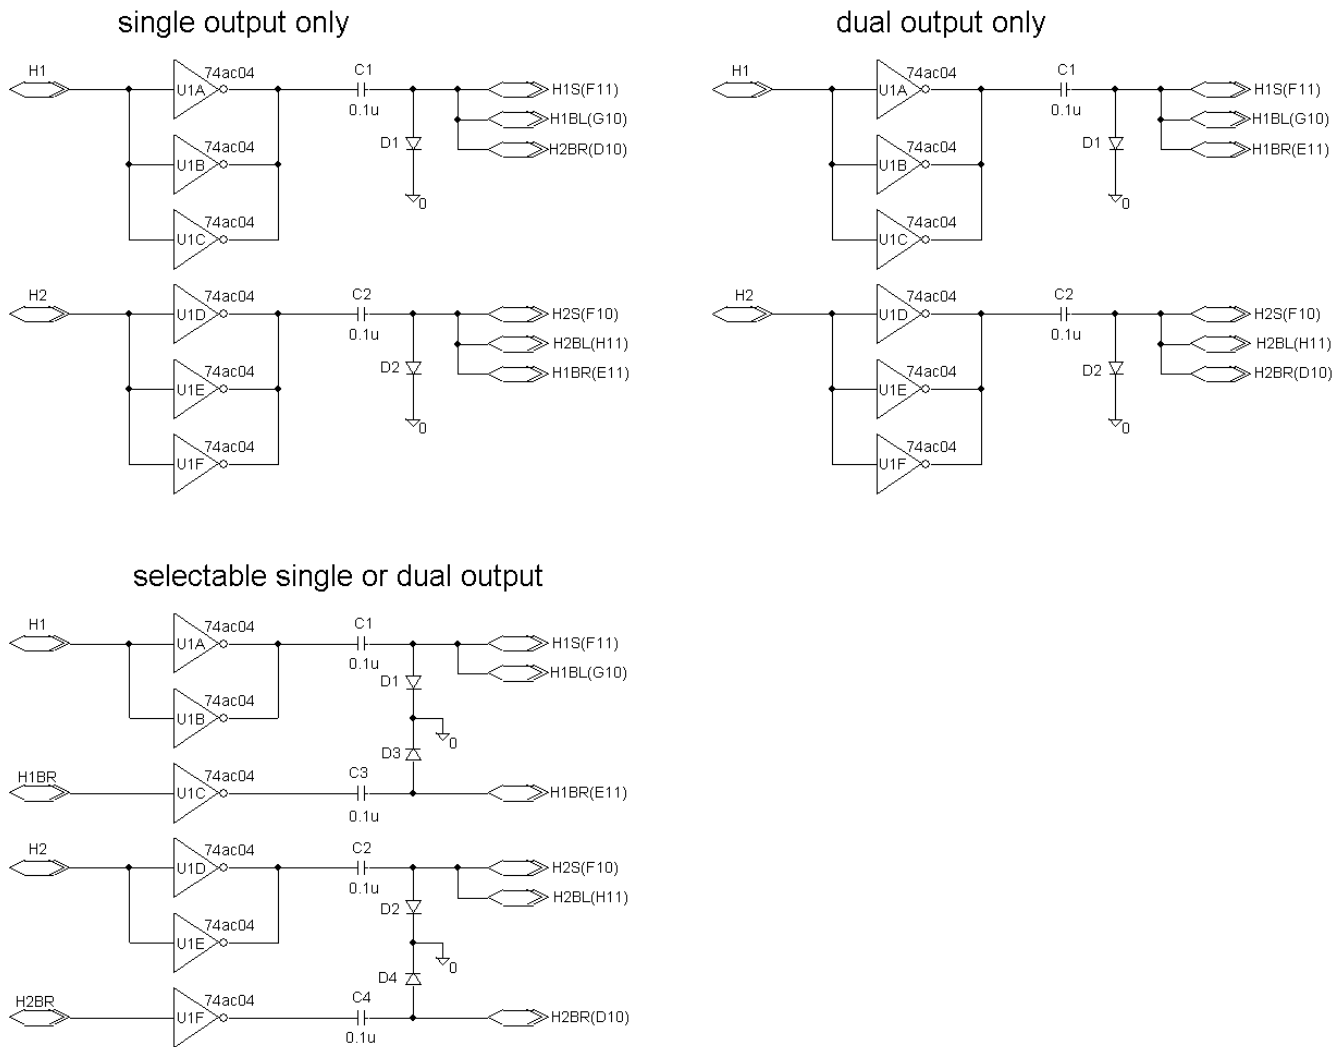 single output only
H1
74ac04
U1A
C1
0.1u
H1S(F11)
H1BL(G10)
H2BR(D10)
D1
0
74ac04
U1B
74ac04
U1C
H2
74ac04
U1D
C2
0.1u
H2S(F10)
H2BL(H11)
H1BR(E11)
D2
0
74ac04
U1E
74ac04
U1F
dual output only
H1
74ac04
U1A
C1
0.1u
H1S(F11)
H1BL(G10)
H1BR(E11)
D1
0
74ac04
U1B
74ac04
U1C
H2
74ac04
U1D
C2
0.1u
H2S(F10)
H2BL(H11)
H2BR(D10)
D2
0
74ac04
U1E
74ac04
U1F
selectable single or dual output
H1
74ac04
U1A
C1
0.1u
H1S(F11)
H1BL(G10)
D1
74ac04
U1B
0
D3
H1BR
74ac04
U1C
C3
0.1u
H1BR(E11)
H2
74ac04
U1D
C2
0.1u
H2S(F10)
H2BL(H11)
D2
74ac04
U1E
0
D4
H2BR
74ac04
U1F
C4
0.1u
H2BR(D10)